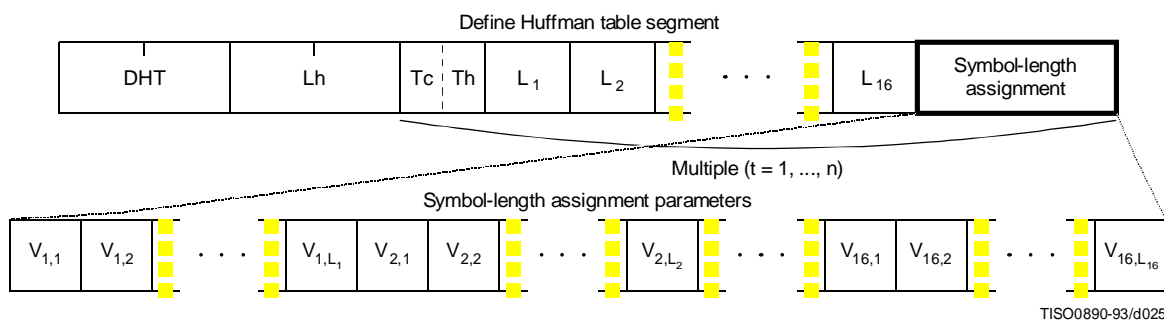 Define Huffman table segment
DHT Lh Tc Th L1 L2 . . . L16 Symbol-length
assignment
Multiple (t = 1, ..., n)
Symbol-length assignment parameters
V1,1 V1,2 . . . V1,L1 V2,1 V2,2 . . . V2,L2 . . . V16,1 V16,2 . . . V16,L16
TISO0890-93/d025